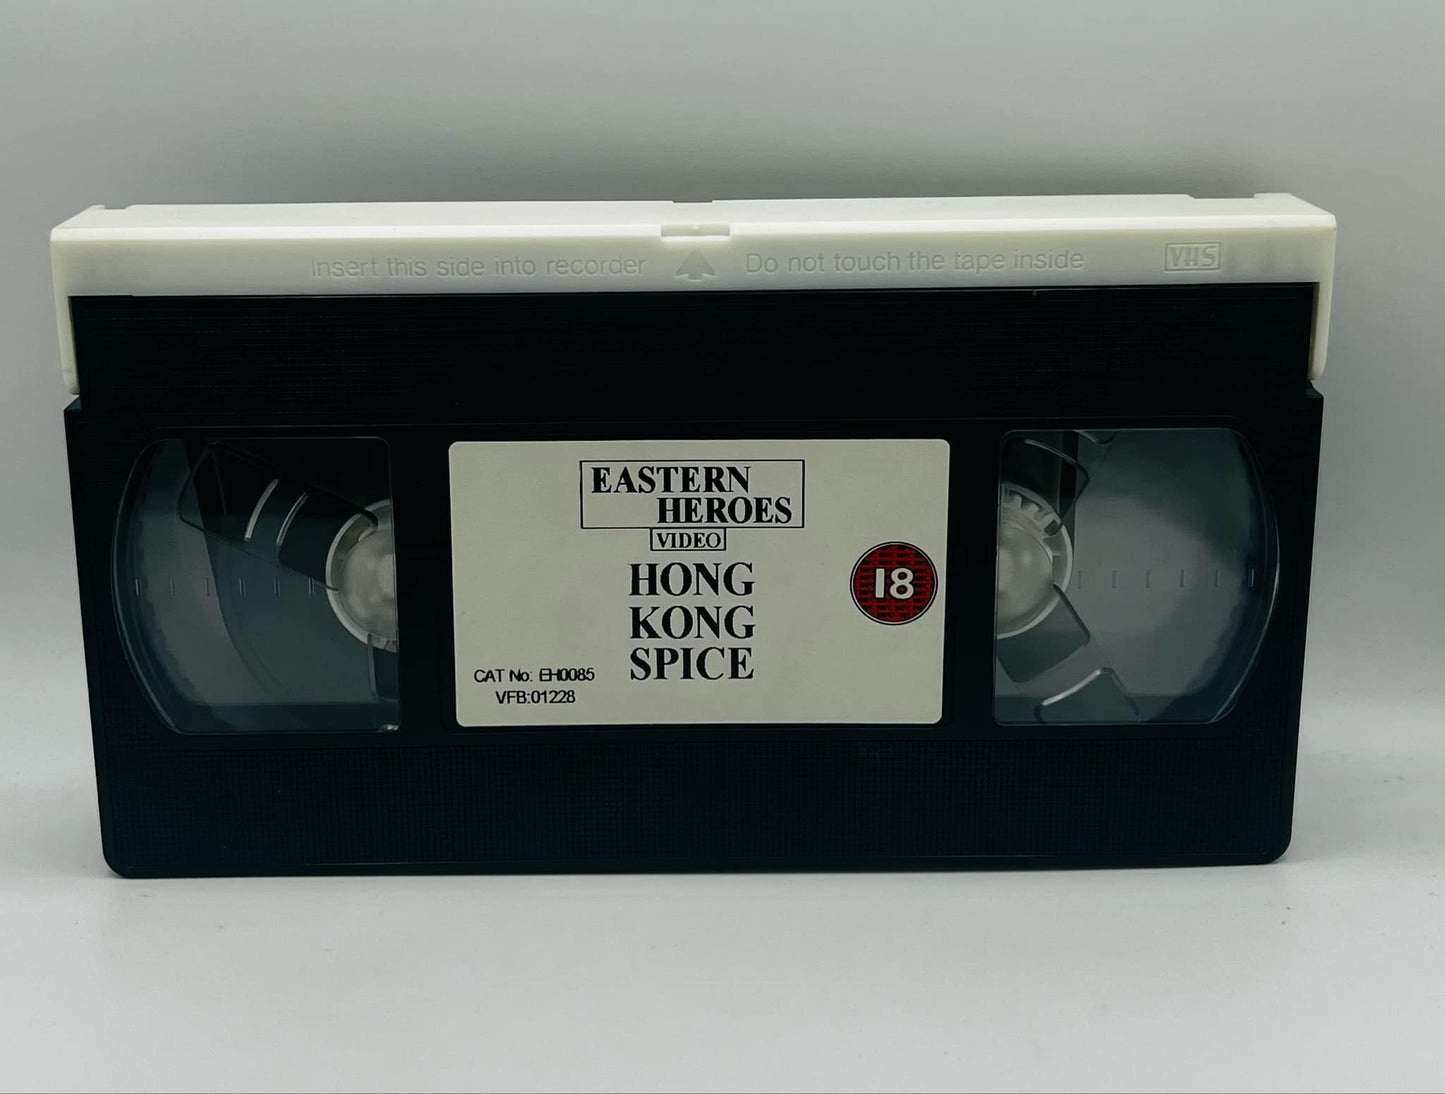 Insert this side into recorder Do not touch the tape inside VHS
EASTERN
HEROES
VIDEO
HONG
KONG
SPICE
18
CAT No: EH0085
VFB:01228